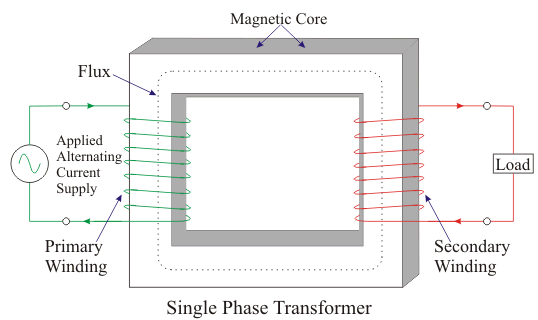 Magnetic Core
Flux
Applied
Alternating
Current
Supply
Load
Primary
Winding
Secondary
Winding
Single Phase Transformer